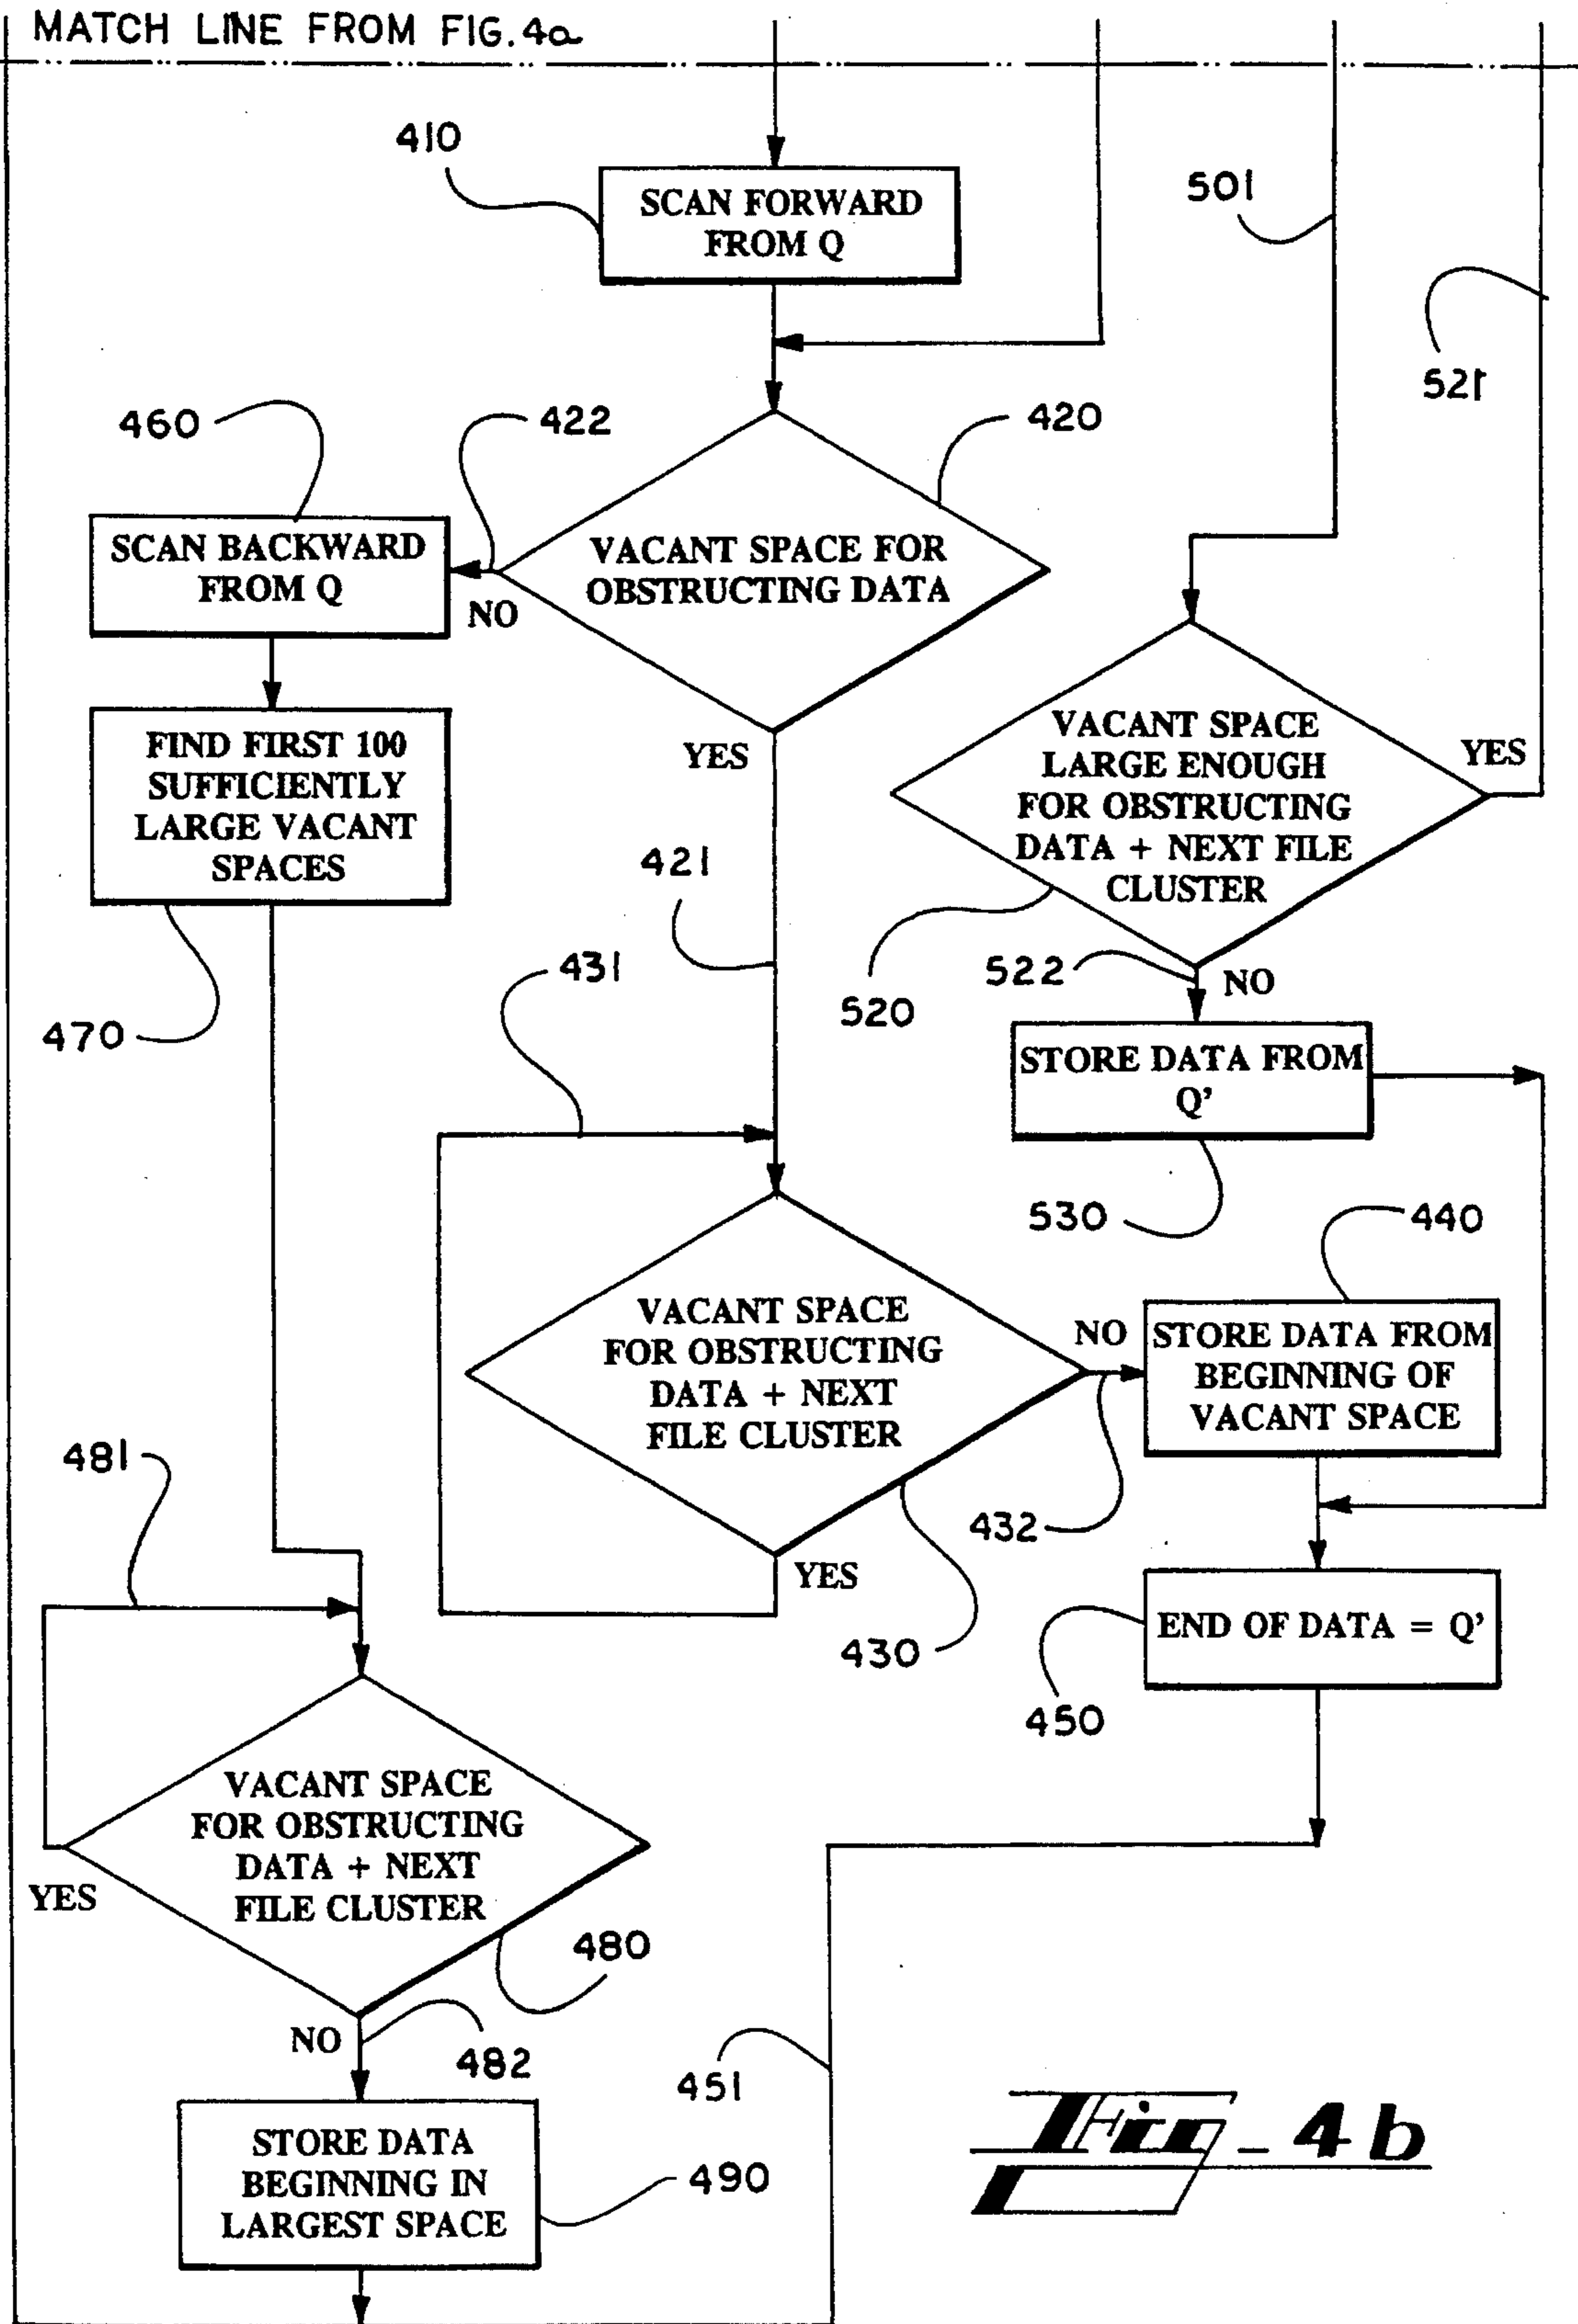 MATCH LINE FROM FIG.4a
410
SCAN FORWARD
FROM Q
501
521
460
422
420
SCAN BACKWARD
FROM Q
NO
VACANT SPACE FOR
OBSTRUCTING DATA
YES
FIND FIRST 100
SUFFICIENTLY
LARGE VACANT
SPACES
470
VACANT SPACE
LARGE ENOUGH
FOR OBSTRUCTING
DATA + NEXT FILE
CLUSTER
YES
421
431
520
522
NO
STORE DATA FROM
Q'
530
440
VACANT SPACE
FOR OBSTRUCTING
DATA + NEXT
FILE CLUSTER
NO
STORE DATA FROM
BEGINNING OF
VACANT SPACE
432
YES
430
481
END OF DATA = Q'
450
VACANT SPACE
FOR OBSTRUCTING
DATA + NEXT
FILE CLUSTER
YES
480
NO
482
451
STORE DATA
BEGINNING IN
LARGEST SPACE
490
Fig_4b